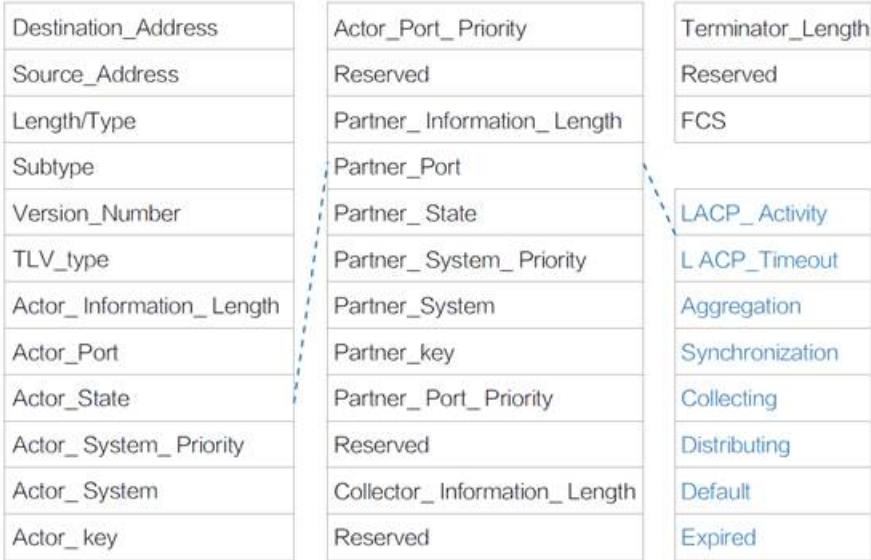 Destination_Address
Source_Address
Length/Type
Subtype
Version_Number
TLV_type
Actor_ Information_ Length
Actor_Port
Actor_State
Actor_ System_ Priority
Actor_ System
Actor_ key
Actor_Port_ Priority
Reserved
Partner_ Information_ Length
Partner_Port
Partner_ State
Partner_ System_ Priority
Partner_System
Partner_key
Partner_ Port_ Priority
Reserved
Collector_ Information_ Length
Reserved
Terminator_Length
Reserved
FCS
LACP_ Activity
L ACP_Timeout
Aggregation
Synchronization
Collecting
Distributing
Default
Expired